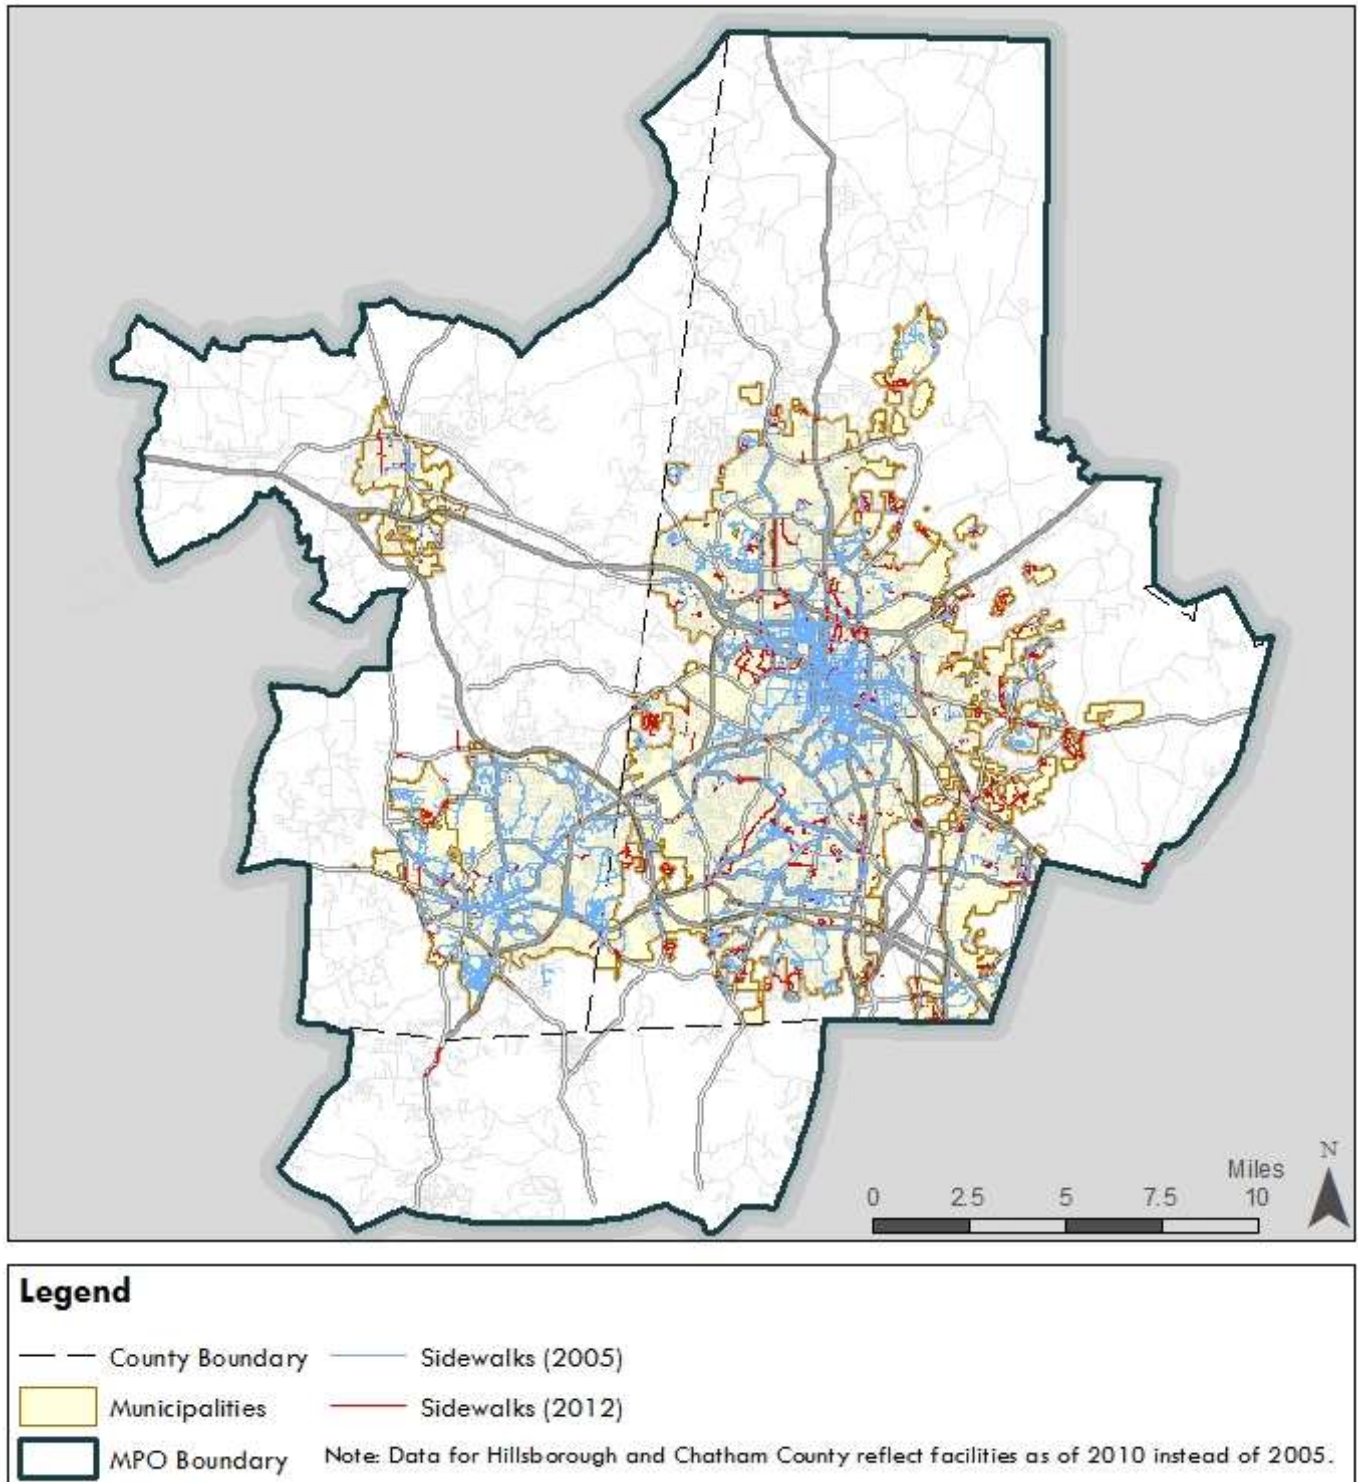 N
Miles
0 2.5 5 7.5 10
Legend
County Boundary Sidewalks (2005)
Municipalities Sidewalks (2012)
MPO Boundary Note: Data for Hillsborough and Chatham County reflect facilities as of 2010 instead of 2005.